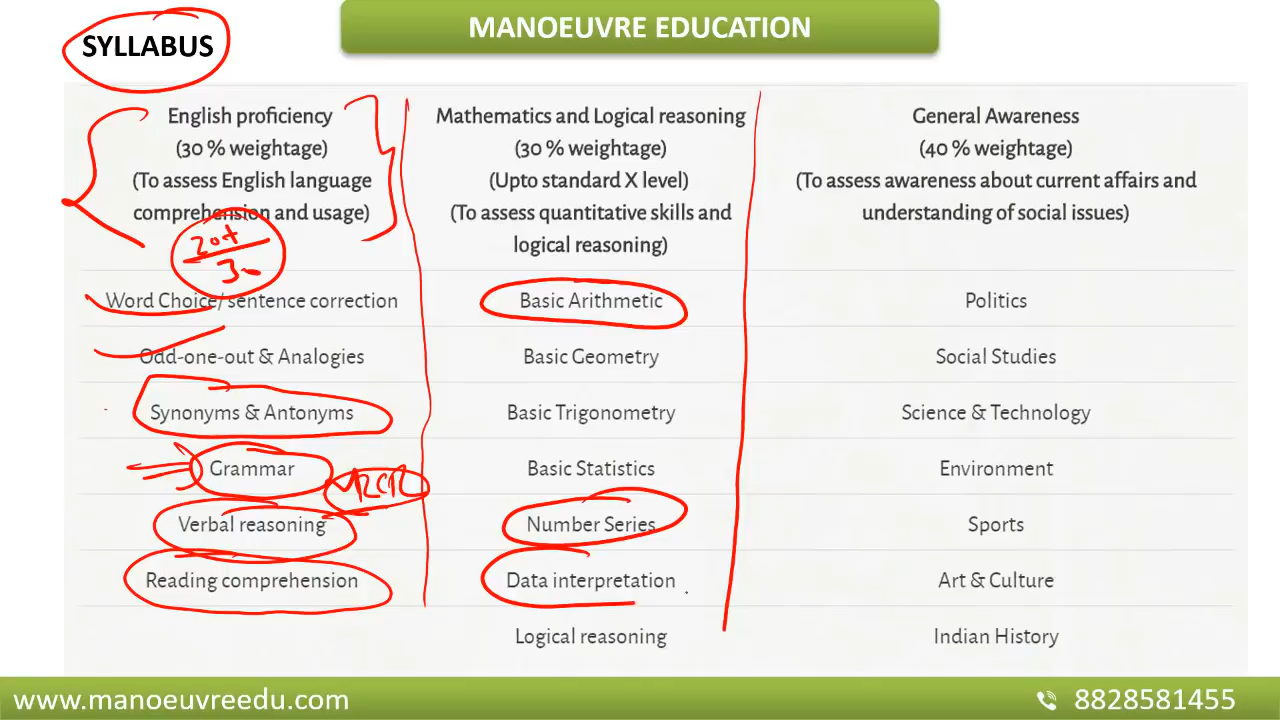 SYLLABUS
MANOEUVRE EDUCATION
English proficiency
(30 % weightage)
(To assess English language
comprehension and usage)
20+
30
Word Choice/ sentence correction
Odd-one-out & Analogies
Synonyms & Antonyms
Grammar
Verbal reasoning
Reading comprehension
Mathematics and Logical reasoning
(30 % weightage)
(Upto standard X level)
(To assess quantitative skills and
logical reasoning)
Basic Arithmetic
Basic Geometry
Basic Trigonometry
Basic Statistics
Number Series
Data interpretation
Logical reasoning
General Awareness
(40 % weightage)
(To assess awareness about current affairs and
understanding of social issues)
Politics
Social Studies
Science & Technology
Environment
Sports
Art & Culture
Indian History
www.manoeuvreedu.com
8828581455